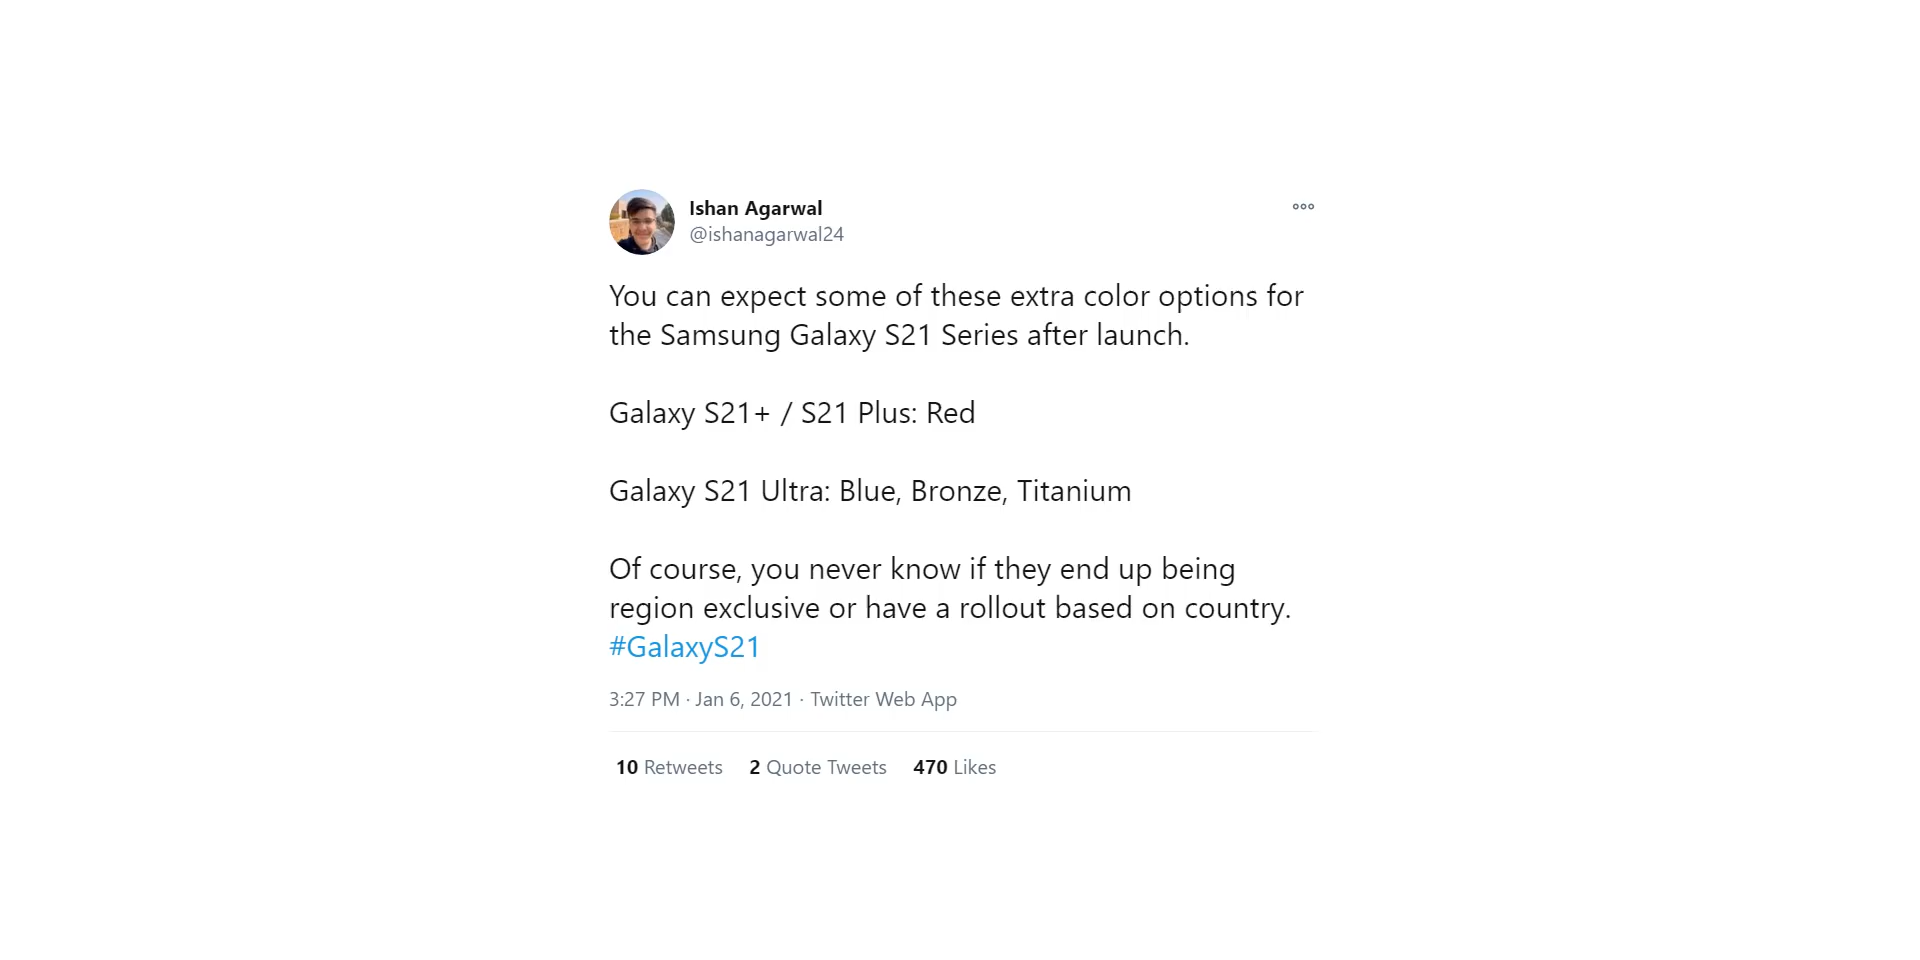 Ishan Agarwal
@ishanagarwal24
You can expect some of these extra color options for
the Samsung Galaxy S21 Series after launch.
Galaxy S21+ / S21 Plus: Red
Galaxy S21 Ultra: Blue, Bronze, Titanium
Of course, you never know if they end up being
region exclusive or have a rollout based on country.
#GalaxyS21
3:27 PM · Jan 6, 2021 · Twitter Web App
10 Retweets 2 Quote Tweets 470 Likes